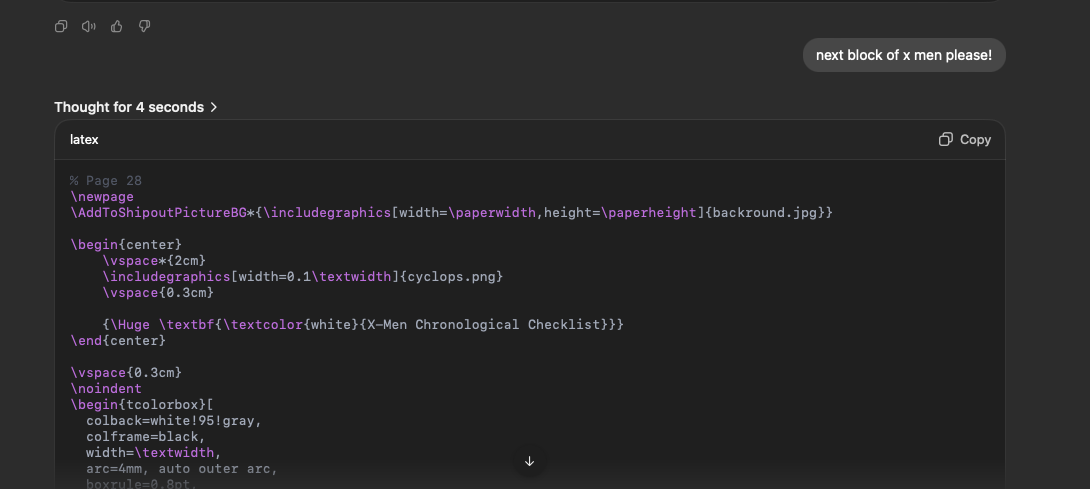 next block of x men please!
Thought for 4 seconds >
latex
Copy
% Page 28
\newpage
\AddToShipoutPictureBG*{\includegraphics[width=\paperwidth,height=\paperheight]{backround.jpg}}
\begin{center}
\vspace*{2cm}
\includegraphics[width=0.1\textwidth]{cyclops.png}
\vspace{0.3cm}
{\Huge \textbf{\textcolor{white}{X-Men Chronological Checklist}}}
\end{center}
\vspace{0.3cm}
\noindent
\begin{tcolorbox}[
colback=white!95!gray,
colframe=black,
width=\textwidth,
arc=4mm, auto outer arc,
boxrule=0.8pt,